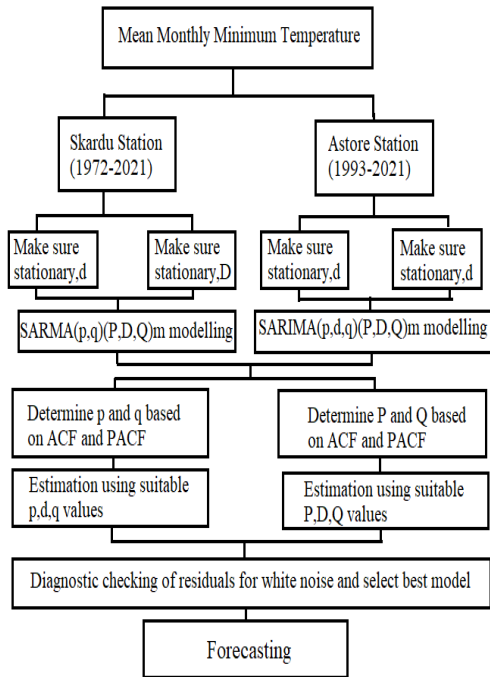 Mean Monthly Minimum Temperature
Skardu Station
(1972-2021)
Astore Station
(1993-2021)
Make sure
stationary,d
Make sure
stationary,D
Make sure
stationary,d
Make sure
stationary,d
SARMA(p,q)(P,D,Q)m modelling
SARIMA(p,d,q)(P,D,Q)m modelling
Determine p and q based
on ACF and PACF
Determine P and Q based
on ACF and PACF
Estimation using suitable
p,d,q values
Estimation using suitable
P,D,Q values
Diagnostic checking of residuals for white noise and select best model
Forecasting